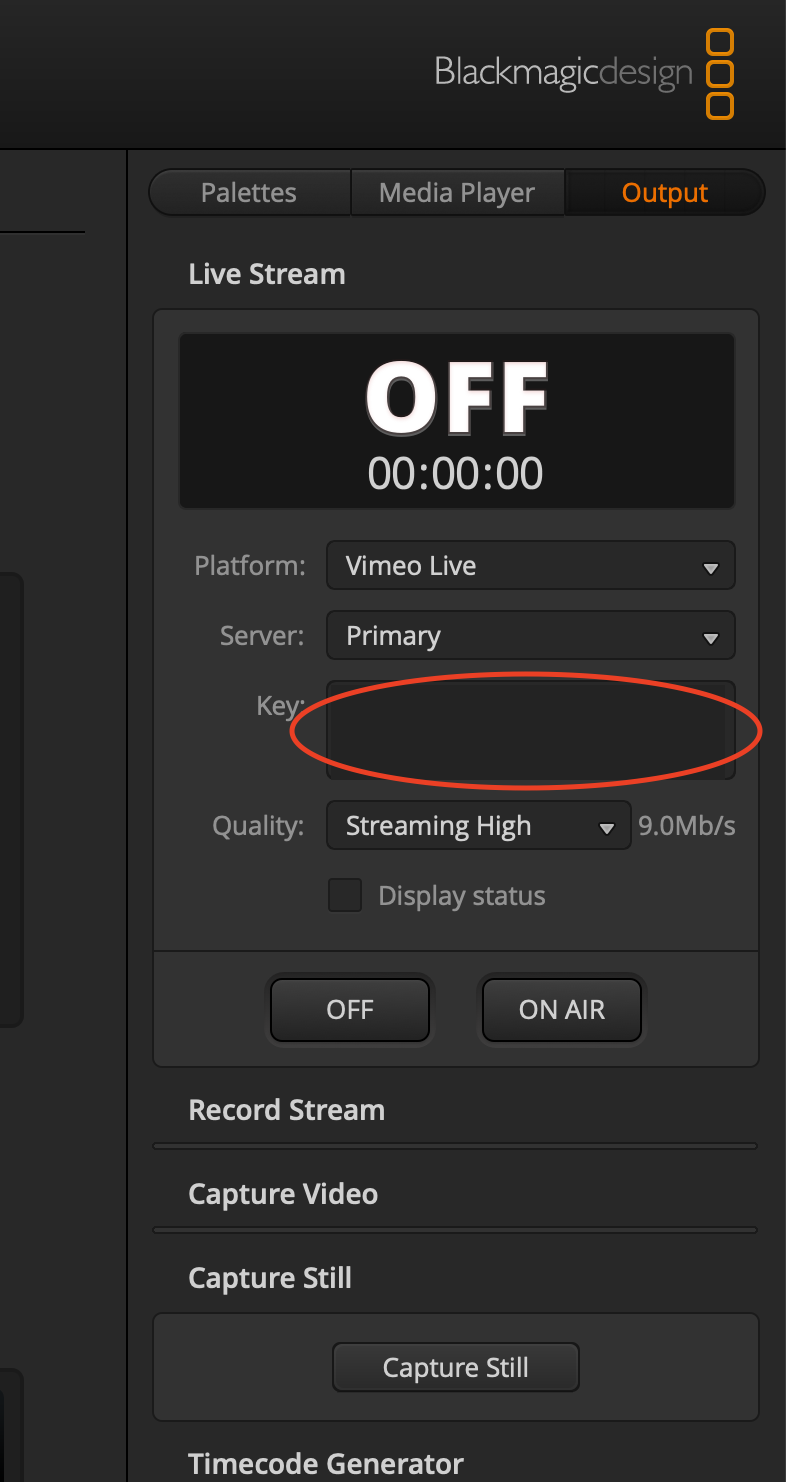 Blackmagicdesign
Palettes Media Player Output
Live Stream
OFF
00:00:00
Platform: Vimeo Live
Server: Primary
Key:
Quality: Streaming High 9.0Mb/s
Display status
OFF ON AIR
Record Stream
Capture Video
Capture Still
Capture Still
Timecode Generator